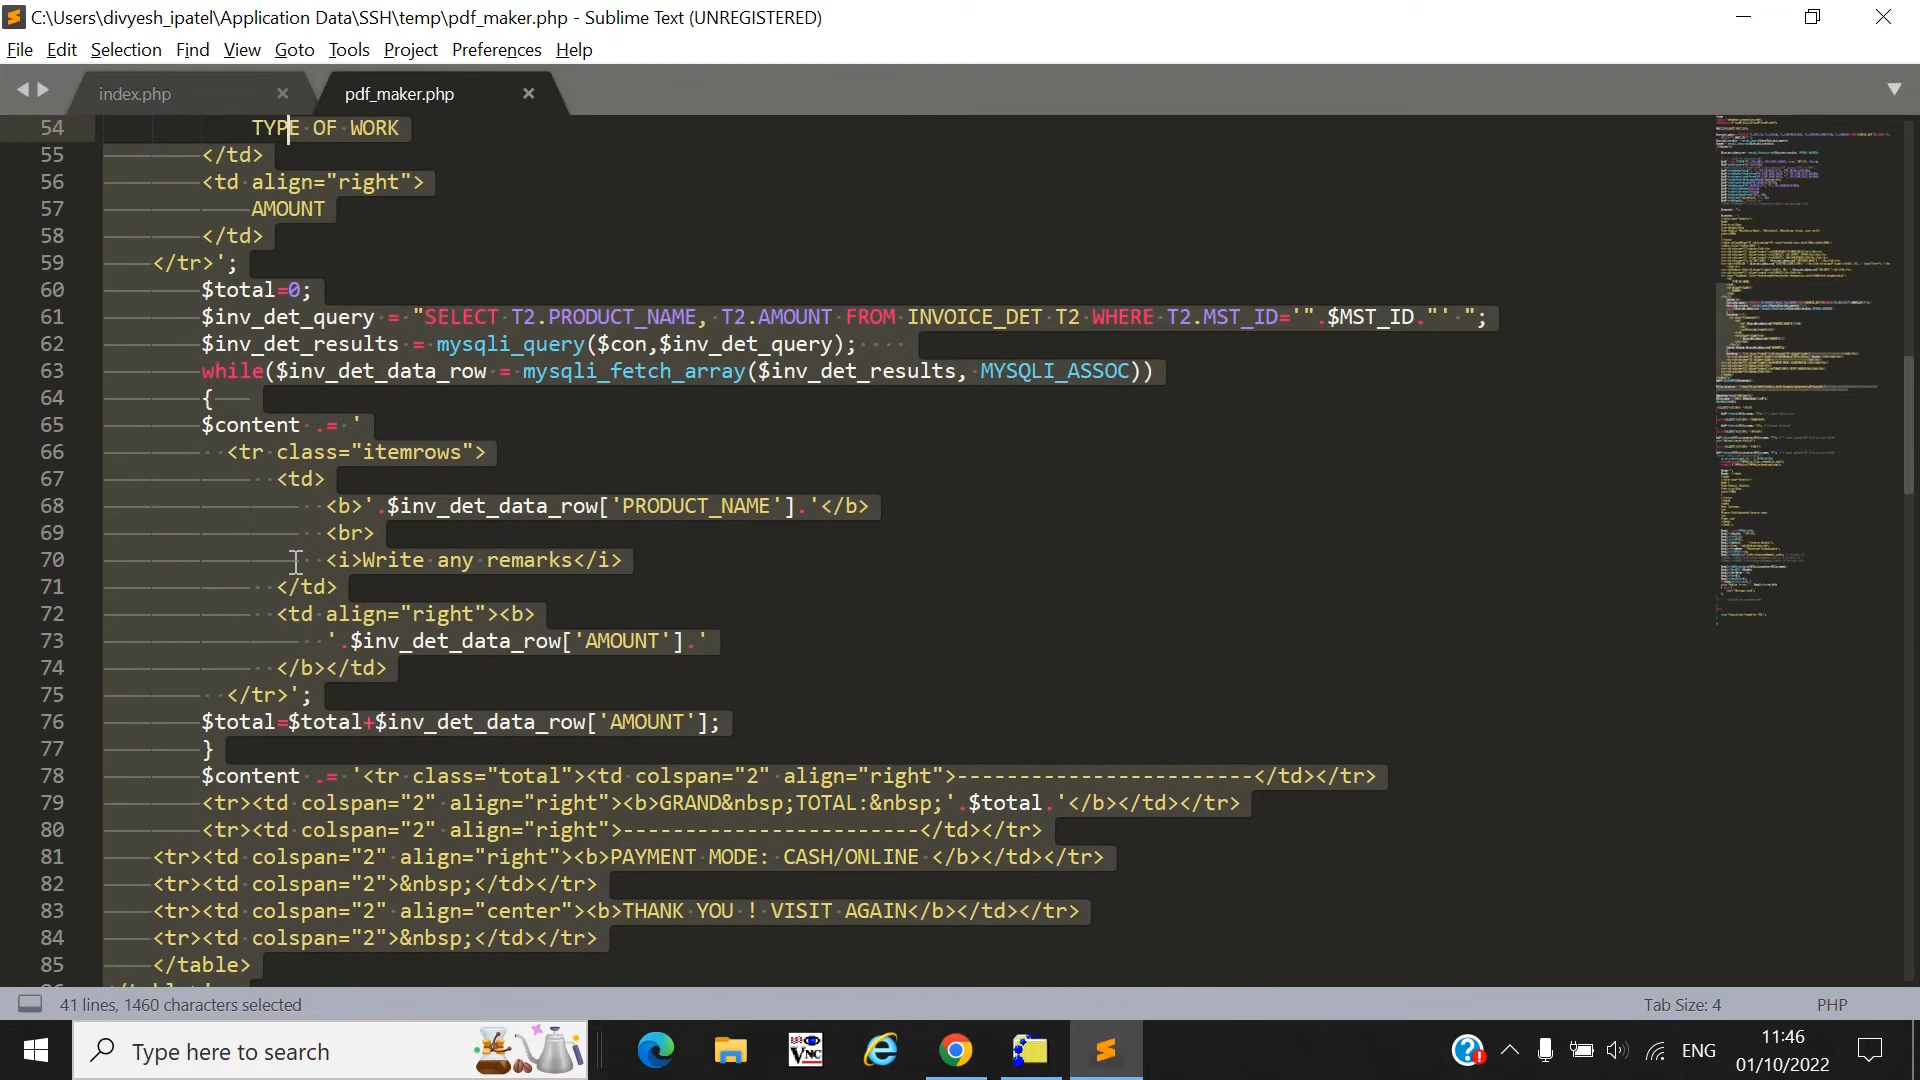 C:\Users\divyesh_ipatel\Application Data\SSH\temp\pdf_maker.php - Sublime Text (UNREGISTERED)
File Edit Selection Find View Goto Tools Project Preferences Help
index.php pdf_maker.php
54 TYPE OF WORK
55 </td>
56 <td align="right">
57 AMOUNT
58 </td>
59 </tr>';
60 $total=0;
61 $inv_det_query = "SELECT T2.PRODUCT_NAME, T2.AMOUNT FROM INVOICE_DET T2 WHERE T2.MST_ID='".$MST_ID."' ";
62 $inv_det_results = mysqli_query($con,$inv_det_query);
63 while($inv_det_data_row = mysqli_fetch_array($inv_det_results, MYSQLI_ASSOC))
64 {
65 $content .= '
66 <tr class="itemrows">
67 <td>
68 <b>'.$inv_det_data_row['PRODUCT_NAME'].'</b>
69 <br>
70 <i>Write any remarks</i>
71 </td>
72 <td align="right"><b>
73 '.$inv_det_data_row['AMOUNT'].'
74 </b></td>
75 </tr>';
76 $total=$total+$inv_det_data_row['AMOUNT'];
77 }
78 $content .= '<tr class="total"><td colspan="2" align="right">------------------------</td></tr>
79 <tr><td colspan="2" align="right"><b>GRAND&nbsp;TOTAL:&nbsp;'.$total.'</b></td></tr>
80 <tr><td colspan="2" align="right">------------------------</td></tr>
81 <tr><td colspan="2" align="right"><b>PAYMENT MODE: CASH/ONLINE </b></td></tr>
82 <tr><td colspan="2">&nbsp;</td></tr>
83 <tr><td colspan="2" align="center"><b>THANK YOU ! VISIT AGAIN</b></td></tr>
84 <tr><td colspan="2">&nbsp;</td></tr>
85 </table>
41 lines, 1460 characters selected Tab Size: 4 PHP
Type here to search ENG 11:46
01/10/2022